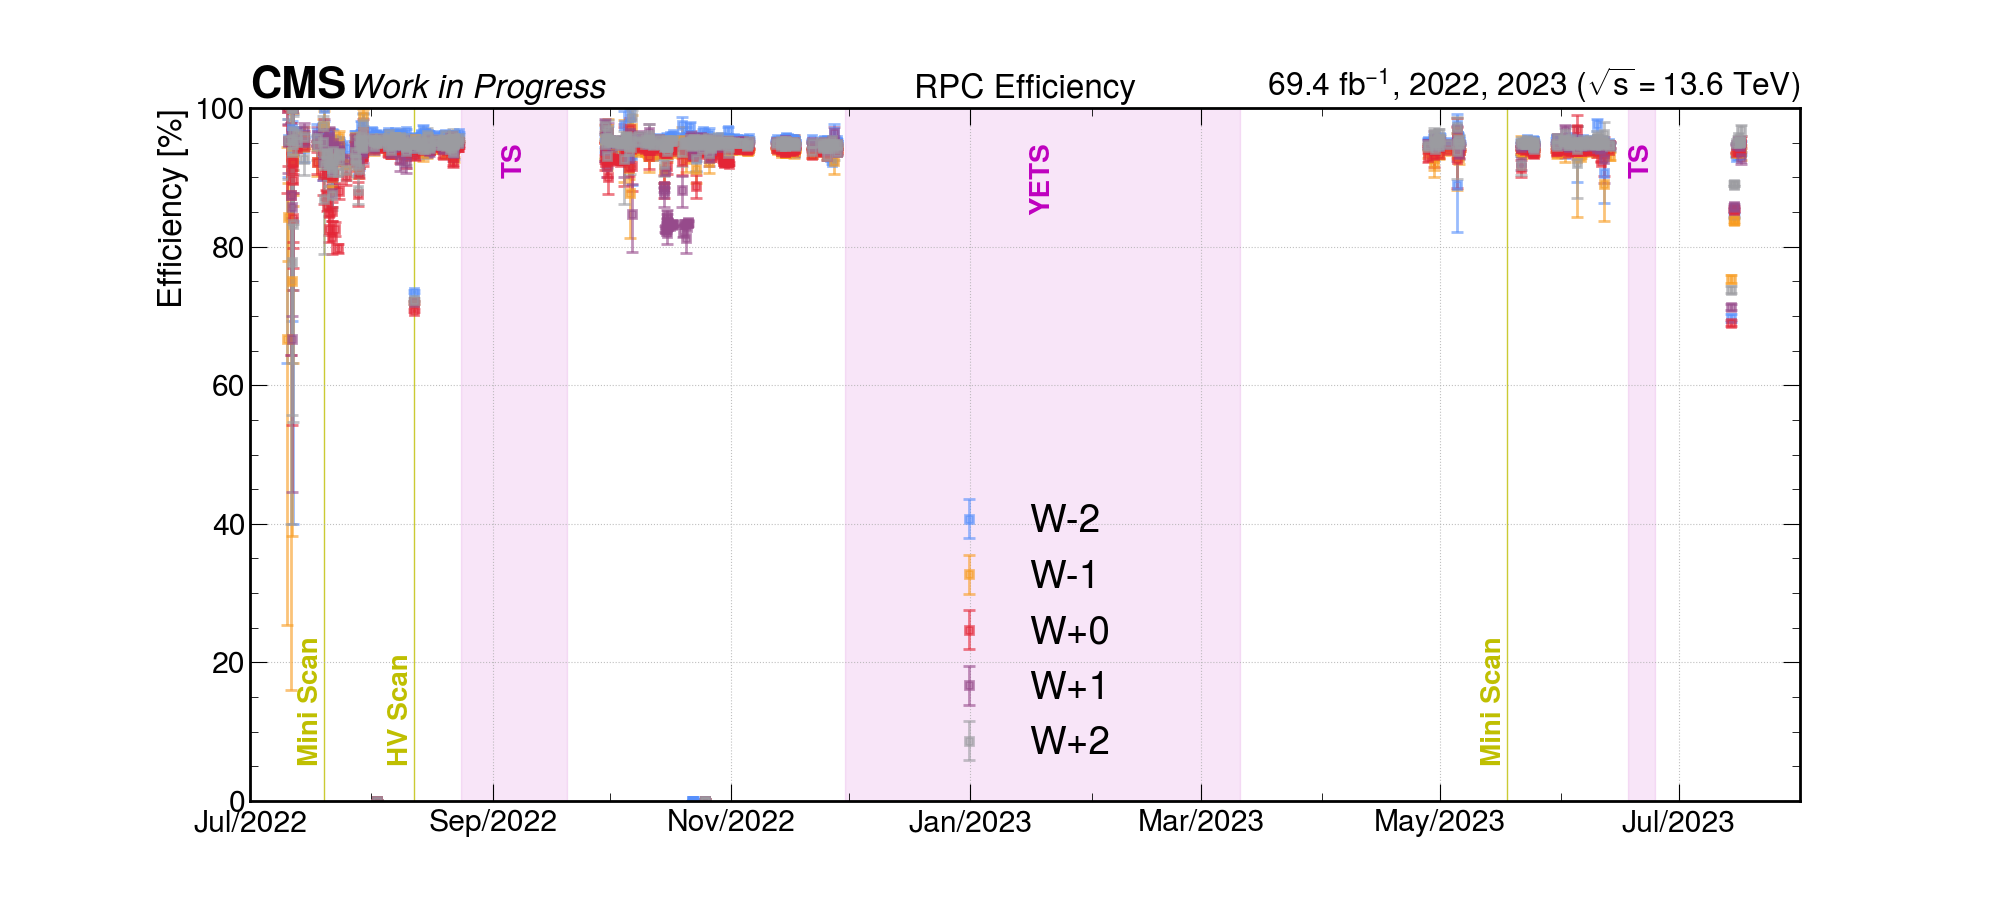 CMS Work in Progress RPC Efficiency 69.4 fb⁻¹, 2022, 2023 (√s = 13.6 TeV)
Efficiency [%]
100
80
60
40
20
0
TS
YETS
TS
Mini Scan
HV Scan
Mini Scan
W-2
W-1
W+0
W+1
W+2
Jul/2022 Sep/2022 Nov/2022 Jan/2023 Mar/2023 May/2023 Jul/2023